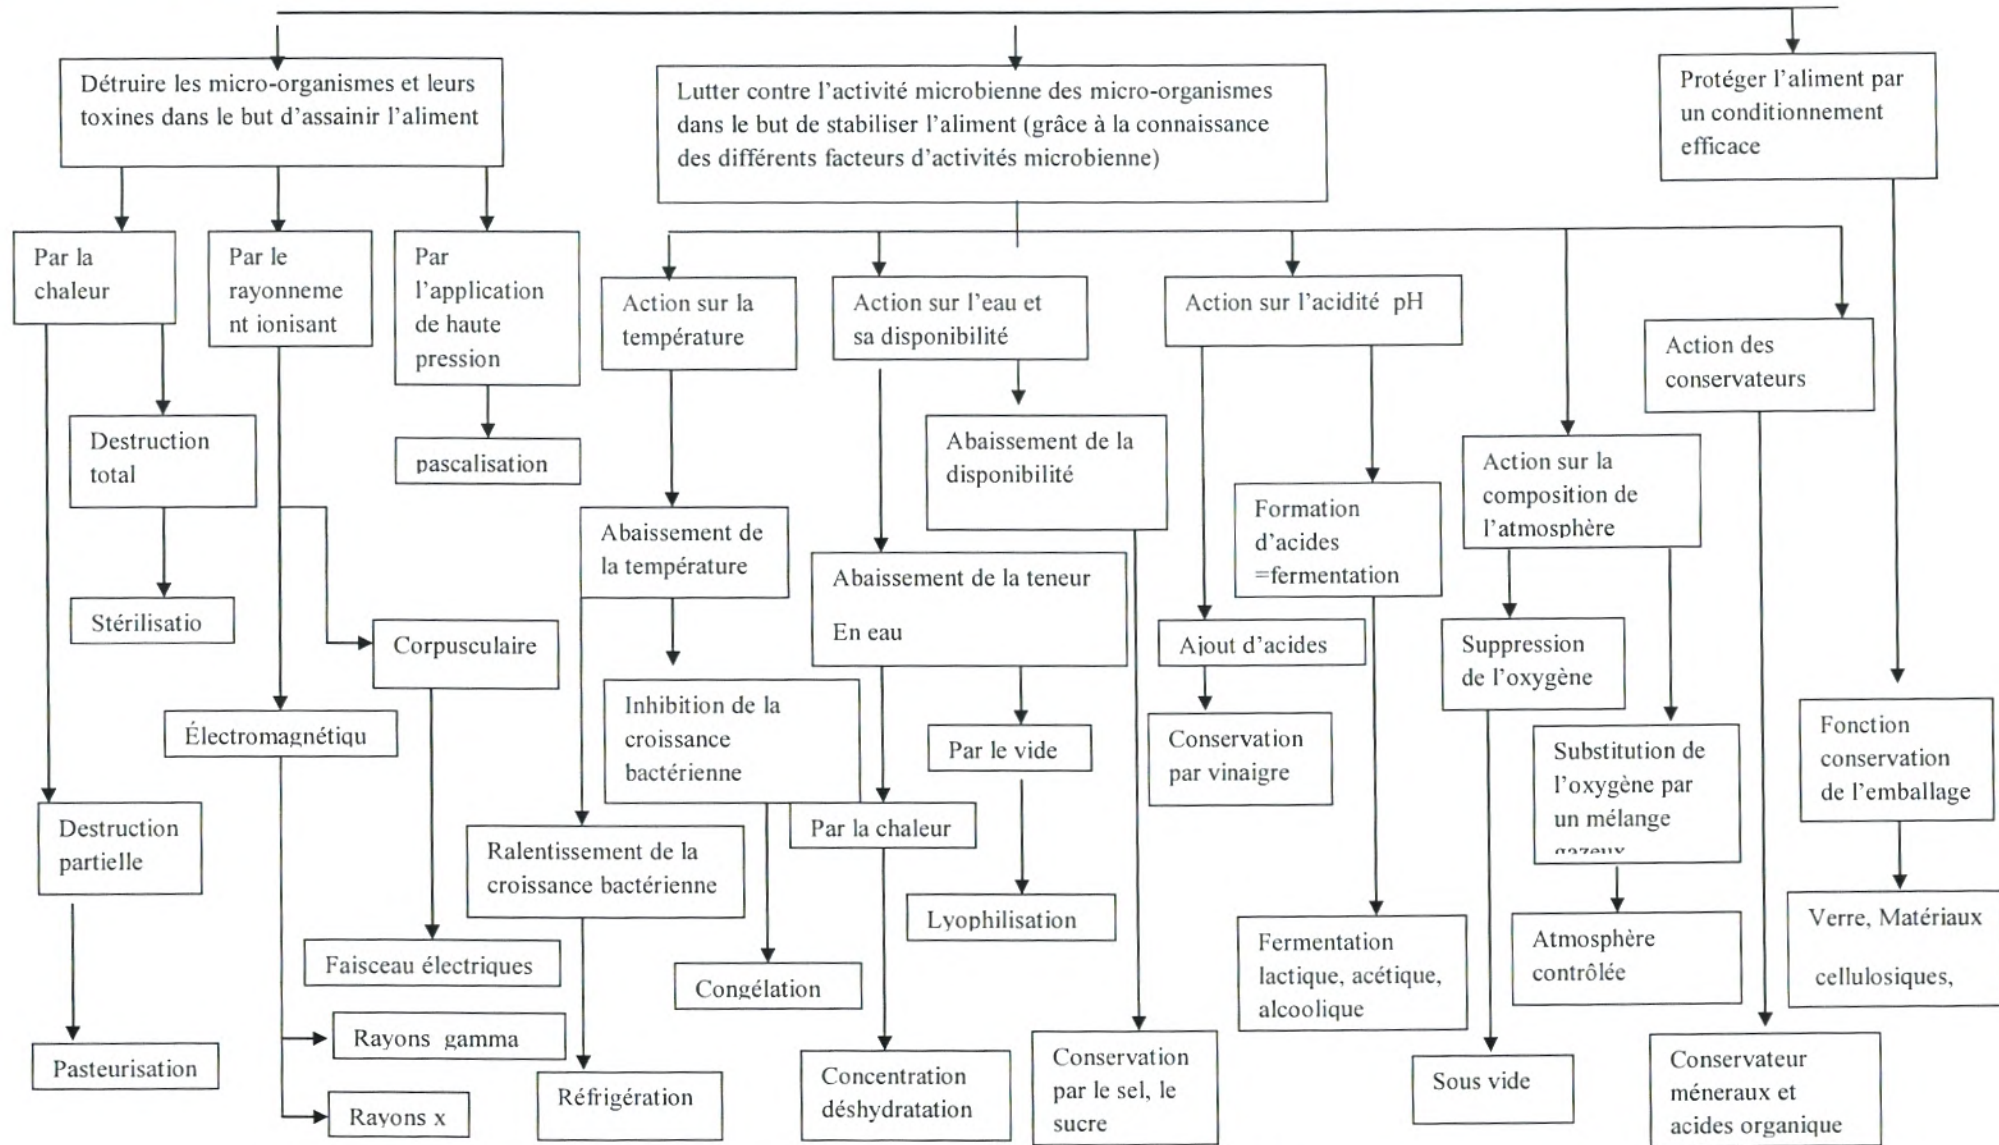 Détruire les micro-organismes et leurs
toxines dans le but d'assainir l'aliment
Lutter contre l'activité microbienne des micro-organismes
dans le but de stabiliser l'aliment (grâce à la connaissance
des différents facteurs d'activités microbienne)
Protéger l'aliment par
un conditionnement
efficace
Par la
chaleur
Par le
rayonneme
nt ionisant
Par
l'application
de haute
pression
Action sur la
température
Action sur l'eau et
sa disponibilité
Action sur l'acidité pH
Action des
conservateurs
Destruction
total
pascalisation
Abaissement de la
disponibilité
Action sur la
composition de
l'atmosphère
Abaissement de
la température
Formation
d'acides
=fermentation
Abaissement de la teneur
En eau
Stérilisatio
Corpusculaire
Ajout d'acides
Suppression
de l'oxygène
Électromagnétiqu
Inhibition de la
croissance
bactérienne
Par le vide
Conservation
par vinaigre
Substitution de
l'oxygène par
un mélange
gazeux
Fonction
conservation
de l'emballage
Destruction
partielle
Ralentissement de la
croissance bactérienne
Par la chaleur
Lyophilisation
Faisceau électriques
Congélation
Fermentation
lactique, acétique,
alcoolique
Atmosphère
contrôlée
Verre, Matériaux
cellulosiques,
Pasteurisation
Rayons gamma
Rayons x
Réfrigération
Concentration
déshydratation
Conservation
par le sel, le
sucre
Sous vide
Conservateur
méneraux et
acides organique